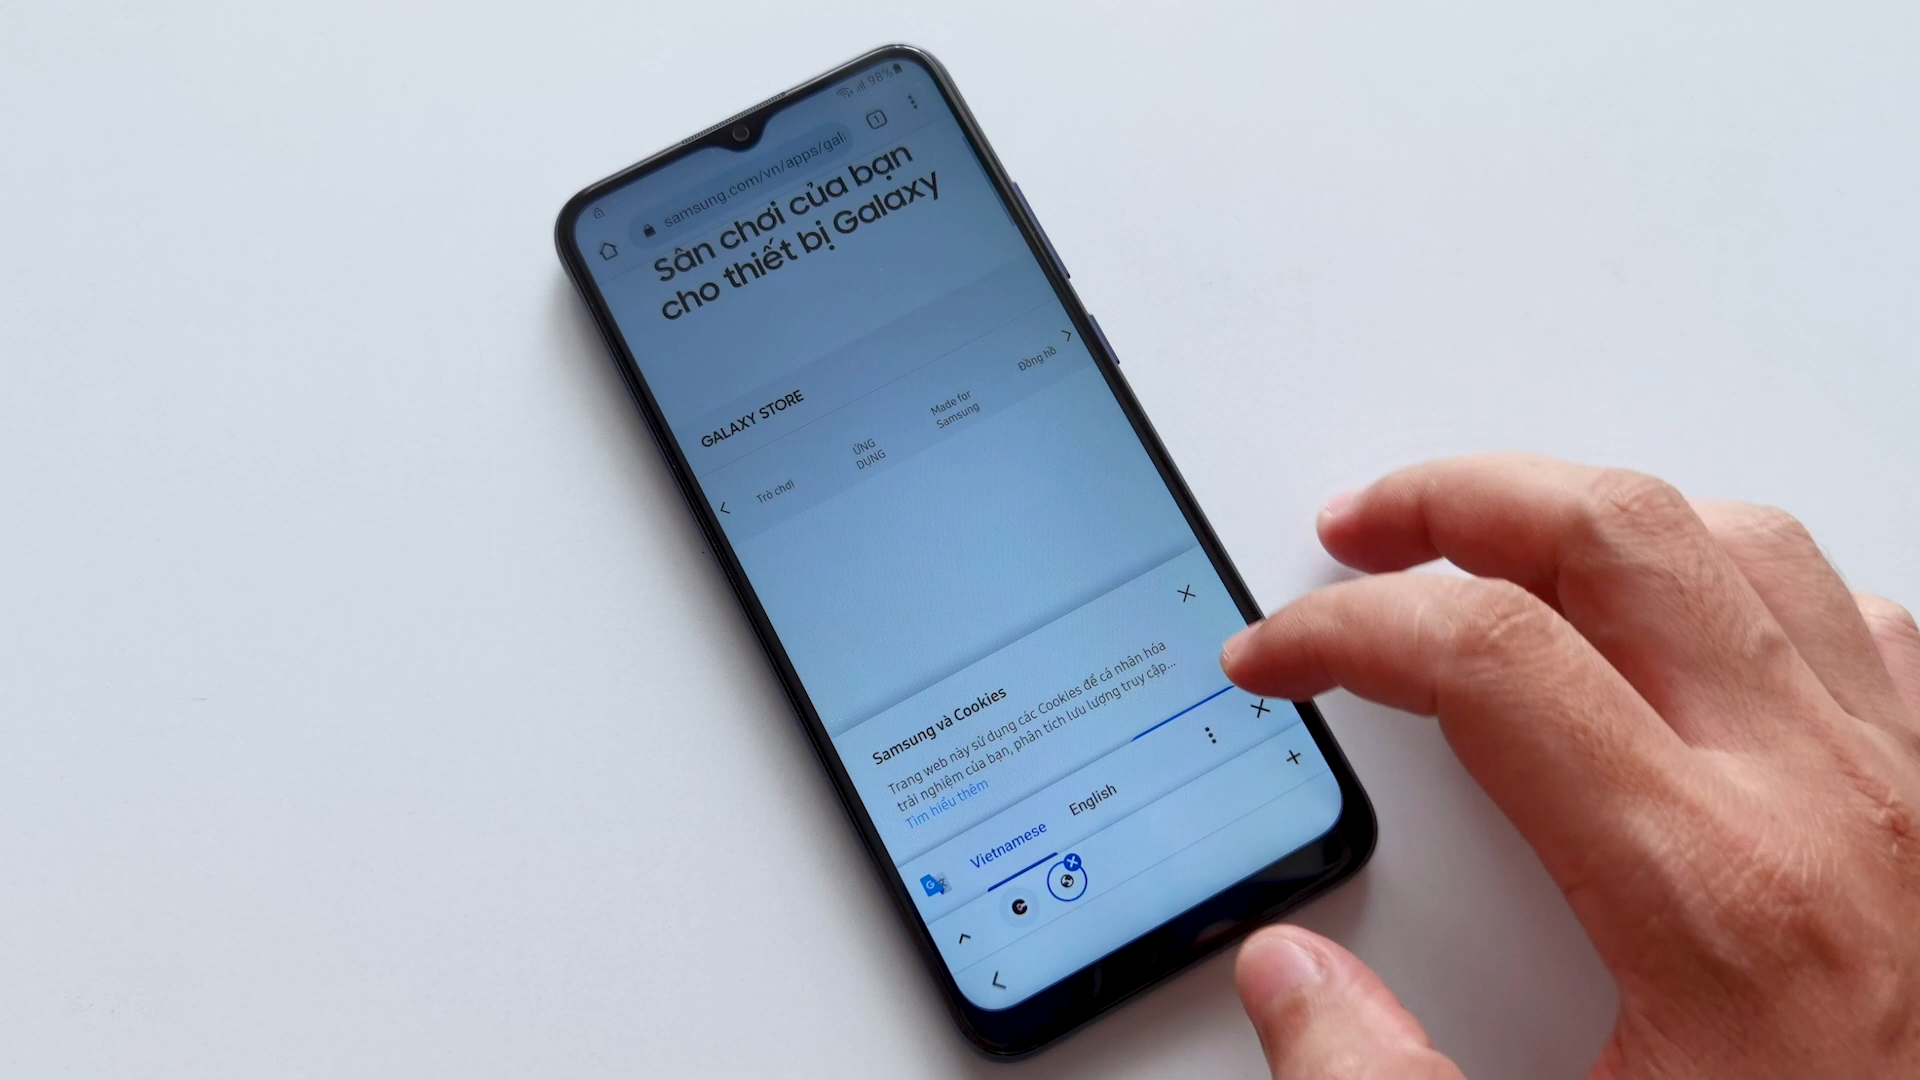 98%
1
samsung.com/vn/apps/gal
Sân chơi của bạn
cho thiết bị Galaxy
GALAXY STORE
Trò chơi
ỨNG
DỤNG
Made for
Samsung
Đồng hồ
Samsung và Cookies
Trang web này sử dụng các Cookies để cá nhân hóa
trải nghiệm của bạn, phân tích lưu lượng truy cập...
Tìm hiểu thêm
Vietnamese
English